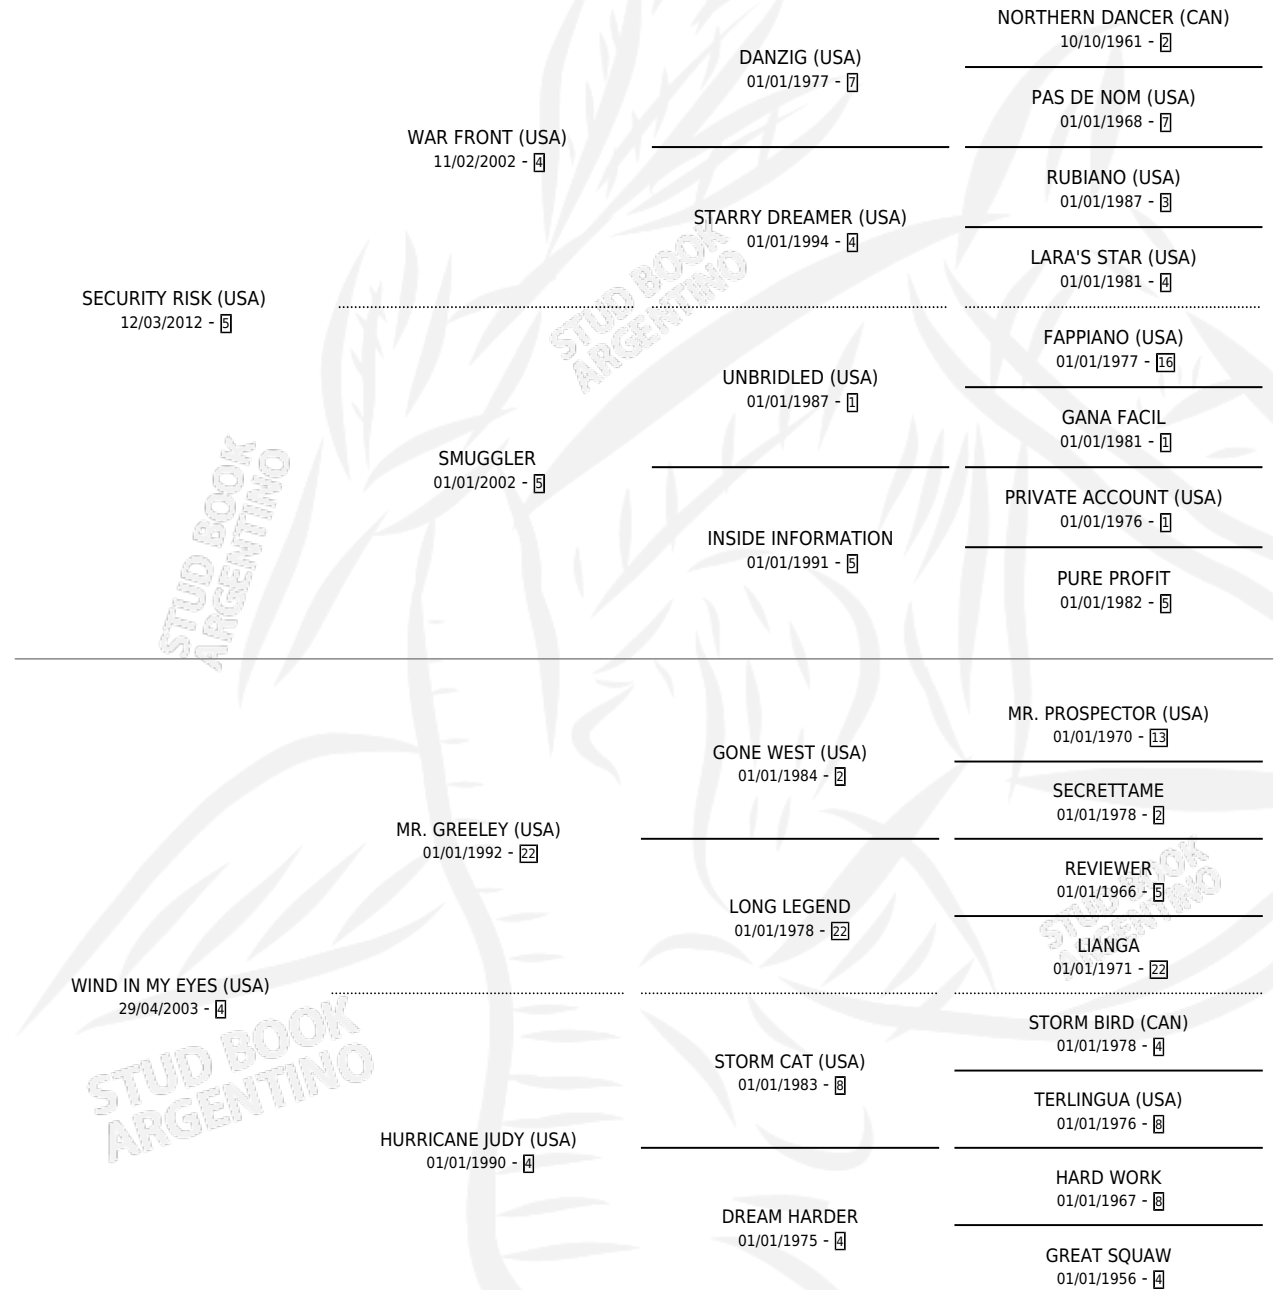 NORTHERN DANCER (CAN)
10/10/1961 - 2
DANZIG (USA)
01/01/1977 - 7
PAS DE NOM (USA)
01/01/1968 - 7
WAR FRONT (USA)
11/02/2002 - 4
RUBIANO (USA)
01/01/1987 - 3
STARRY DREAMER (USA)
01/01/1994 - 4
LARA'S STAR (USA)
01/01/1981 - 4
SECURITY RISK (USA)
12/03/2012 - 5
FAPPIANO (USA)
01/01/1977 - 16
UNBRIDLED (USA)
01/01/1987 - 1
GANA FACIL
01/01/1981 - 1
SMUGGLER
01/01/2002 - 5
PRIVATE ACCOUNT (USA)
01/01/1976 - 1
INSIDE INFORMATION
01/01/1991 - 5
PURE PROFIT
01/01/1982 - 5
STUD BOOK
ARGENTINO
STUD BOOK
ARGENTINO
MR. PROSPECTOR (USA)
01/01/1970 - 13
GONE WEST (USA)
01/01/1984 - 2
SECRETTAME
01/01/1978 - 2
MR. GREELEY (USA)
01/01/1992 - 22
REVIEWER
01/01/1966 - 5
LONG LEGEND
01/01/1978 - 22
LIANGA
01/01/1971 - 22
STUD BOOK
ARGENTINO
WIND IN MY EYES (USA)
29/04/2003 - 4
STORM BIRD (CAN)
01/01/1978 - 4
STORM CAT (USA)
01/01/1983 - 8
TERLINGUA (USA)
01/01/1976 - 8
STUD BOOK
ARGENTINO
HURRICANE JUDY (USA)
01/01/1990 - 4
HARD WORK
01/01/1967 - 8
DREAM HARDER
01/01/1975 - 4
GREAT SQUAW
01/01/1956 - 4